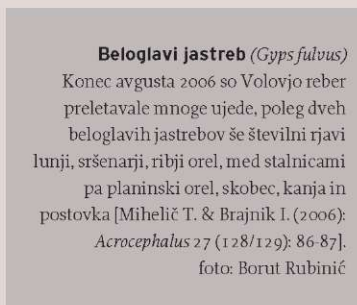 Beloglavi jastreb (Gyps fulvus)
Konec avgusta 2006 so Volovjo reber
preletavale mnoge ujede, poleg dveh
beloglavih jastrebov še številni rjavi
lunji, sršenarji, ribji orel, med stalnicami
pa planinski orel, skobec, kanja in
postovka [Mihelič T. & Brajnik I. (2006):
Acrocephalus 27 (128/129): 86-87].
foto: Borut Rubinić